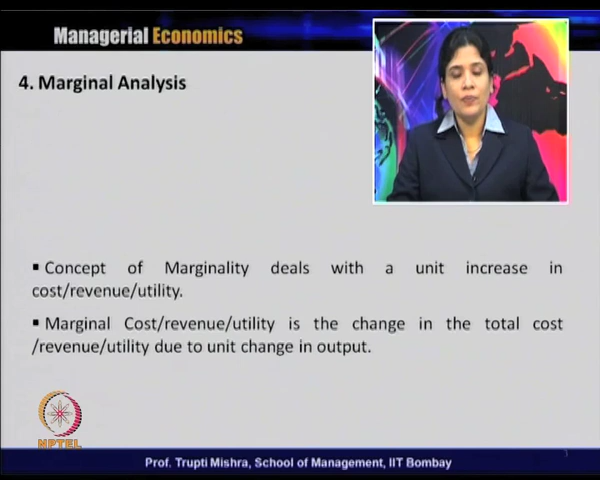 Managerial Economics
4. Marginal Analysis
▪ Concept of Marginality deals with a unit increase in
cost/revenue/utility.
▪ Marginal Cost/revenue/utility is the change in the total cost
/revenue/utility due to unit change in output.
NPTEL
Prof. Trupti Mishra, School of Management, IIT Bombay